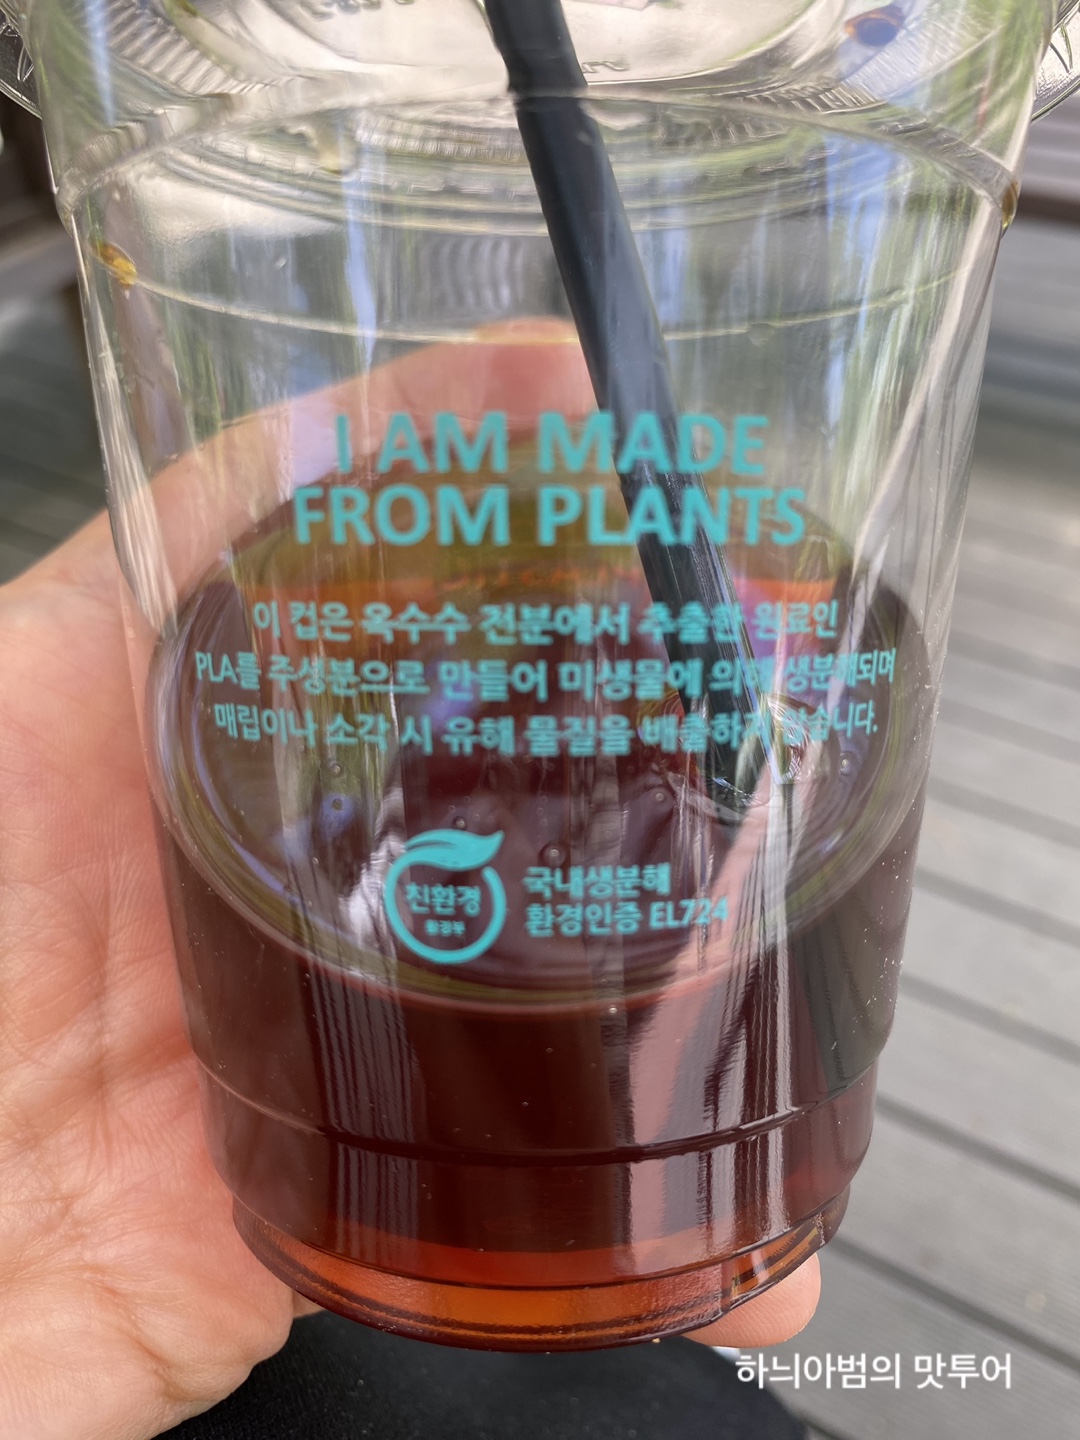 I AM MADE
FROM PLANTS
이 컵은 옥수수 전분에서 추출한 원료인
PLA를 주성분으로 만들어 미생물에 의해 생분해되며
매립이나 소각 시 유해 물질을 배출하지 않습니다.
친환경
국내생분해
환경인증 EL724
하늬아범의 맛투어